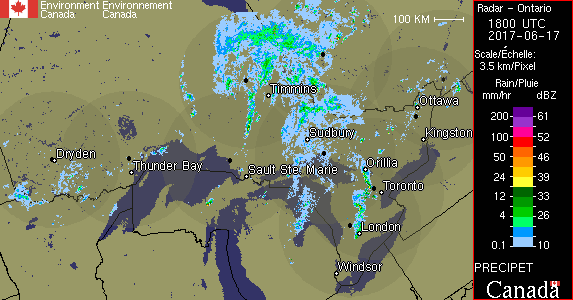 Environment Environnement
Canada Canada
100 KM
Timmins
Ottawa
Sudbury
Kingston
Dryden
Thunder Bay
Sault Ste. Marie
Orillia
Toronto
London
Windsor
Radar - Ontario
1800 UTC
2017-06-17
Scale/Échelle:
3.5 km/Pixel
Rain/Pluie
mm/hr dBZ
200 61
100 52
50 46
24 39
12 33
4 26
0.1 10
PRECIPET
Canada